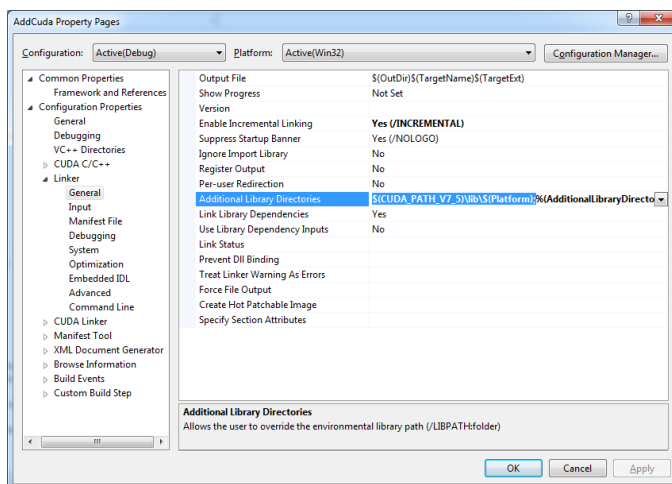 AddCuda Property Pages
Configuration: Active(Debug) Platform: Active(Win32) Configuration Manager...
Common Properties
Framework and References
Configuration Properties
General
Debugging
VC++ Directories
CUDA C/C++
Linker
General
Input
Manifest File
Debugging
System
Optimization
Embedded IDL
Advanced
Command Line
CUDA Linker
Manifest Tool
XML Document Generator
Browse Information
Build Events
Custom Build Step
Output File $(OutDir)$(TargetName)$(TargetExt)
Show Progress Not Set
Version
Enable Incremental Linking Yes (/INCREMENTAL)
Suppress Startup Banner Yes (/NOLOGO)
Ignore Import Library No
Register Output No
Per-user Redirection No
Additional Library Directories $(CUDA_PATH_V7_5)\lib\$(Platform);%(AdditionalLibraryDirecto
Link Library Dependencies Yes
Use Library Dependency Inputs No
Link Status
Prevent Dll Binding
Treat Linker Warning As Errors
Force File Output
Create Hot Patchable Image
Specify Section Attributes
Additional Library Directories
Allows the user to override the environmental library path (/LIBPATH:folder)
OK Cancel Apply